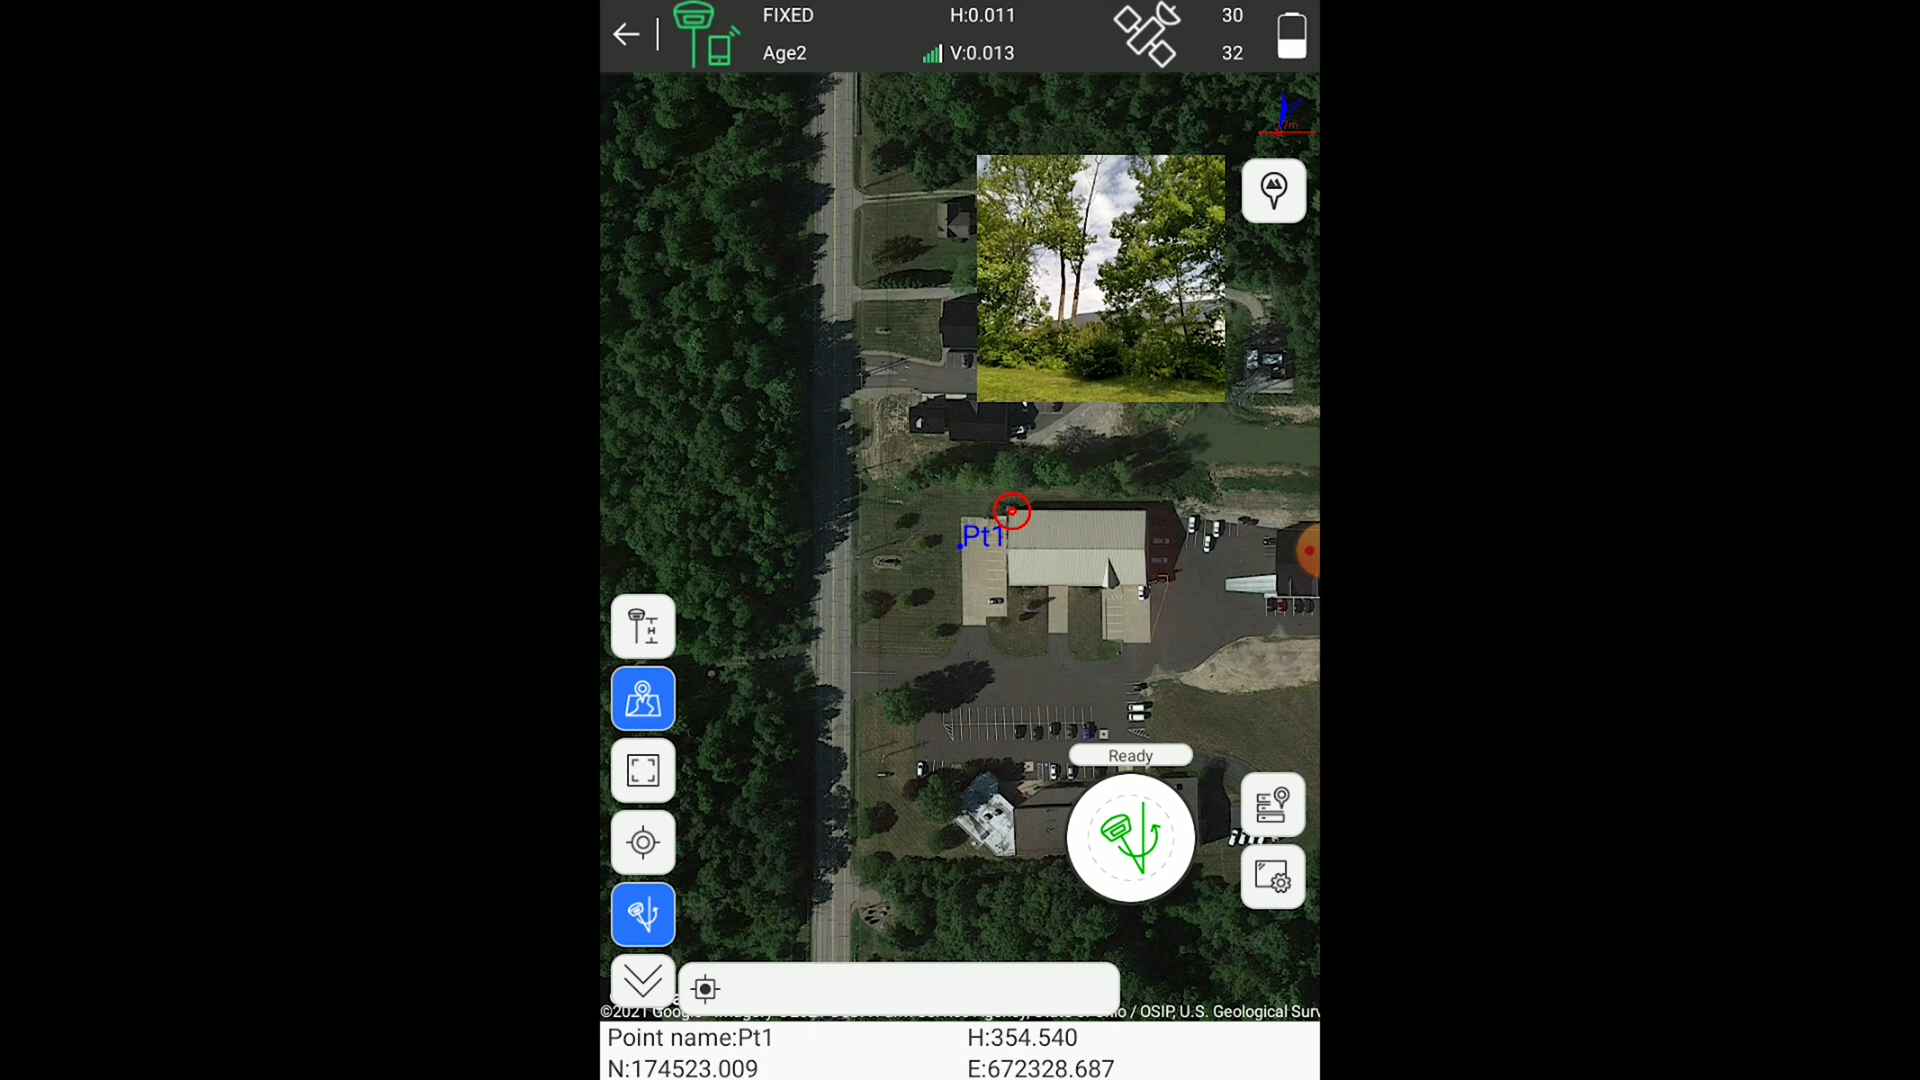 FIXED
H:0.011
30
Age2
V:0.013
32
Pt1
Ready
©2021 Google
/ OSIP, U.S. Geological Surv
Point name:Pt1
H:354.540
N:174523.009
E:672328.687